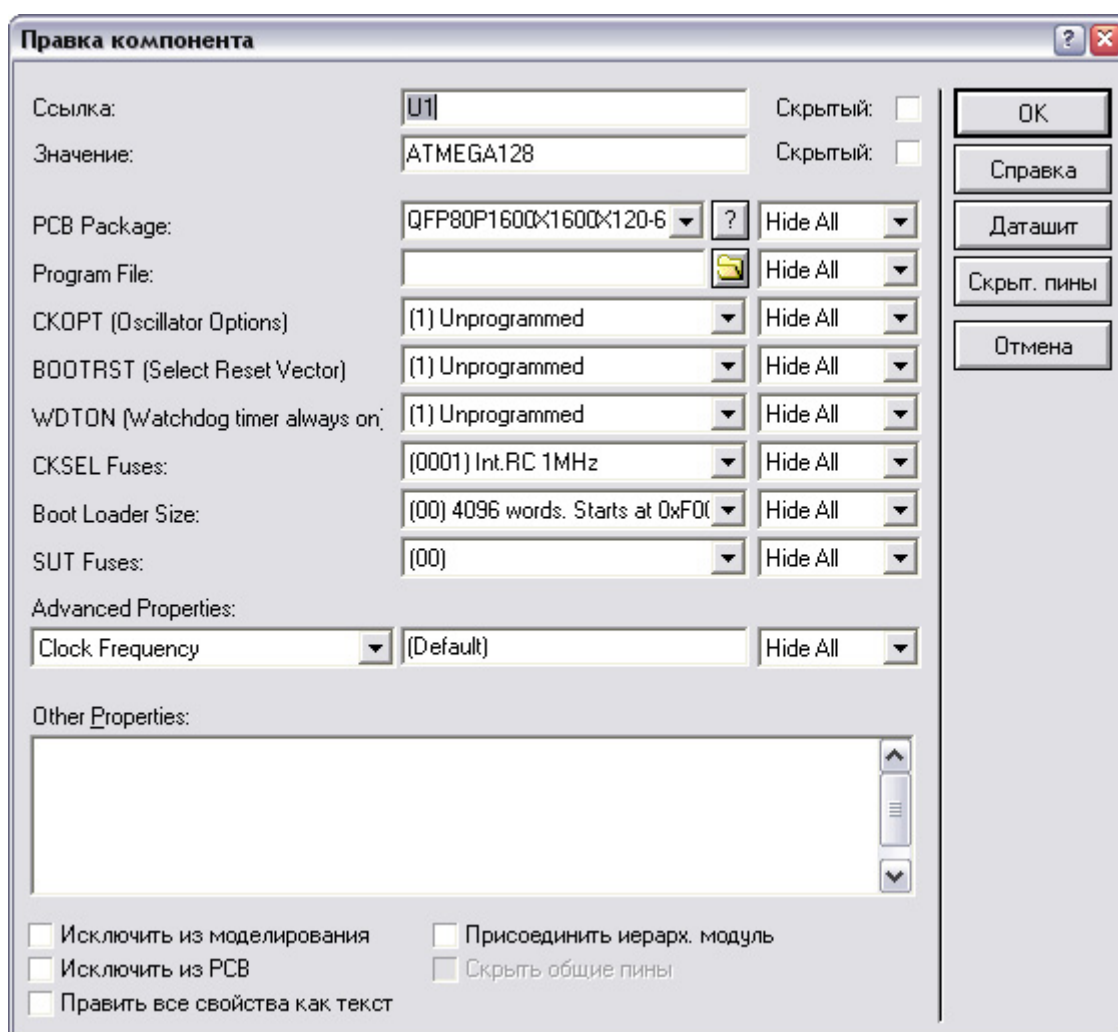 Правка компонента
Ссылка: U1 Скрытый: OK
Значение: ATMEGA128 Скрытый: Справка
PCB Package: QFP80P1600X1600X120-6 ? Hide All Даташит
Program File: Hide All Скрыт. пины
CKOPT (Oscillator Options) (1) Unprogrammed Hide All Отмена
BOOTRST (Select Reset Vector) (1) Unprogrammed Hide All
WDTON (Watchdog timer always on) (1) Unprogrammed Hide All
CKSEL Fuses: (0001) Int.RC 1MHz Hide All
Boot Loader Size: (00) 4096 words. Starts at 0xF00 Hide All
SUT Fuses: (00) Hide All
Advanced Properties:
Clock Frequency (Default) Hide All
Other Properties:
Исключить из моделирования Присоединить иерарх. модуль
Исключить из PCB Скрыть общие пины
Править все свойства как текст